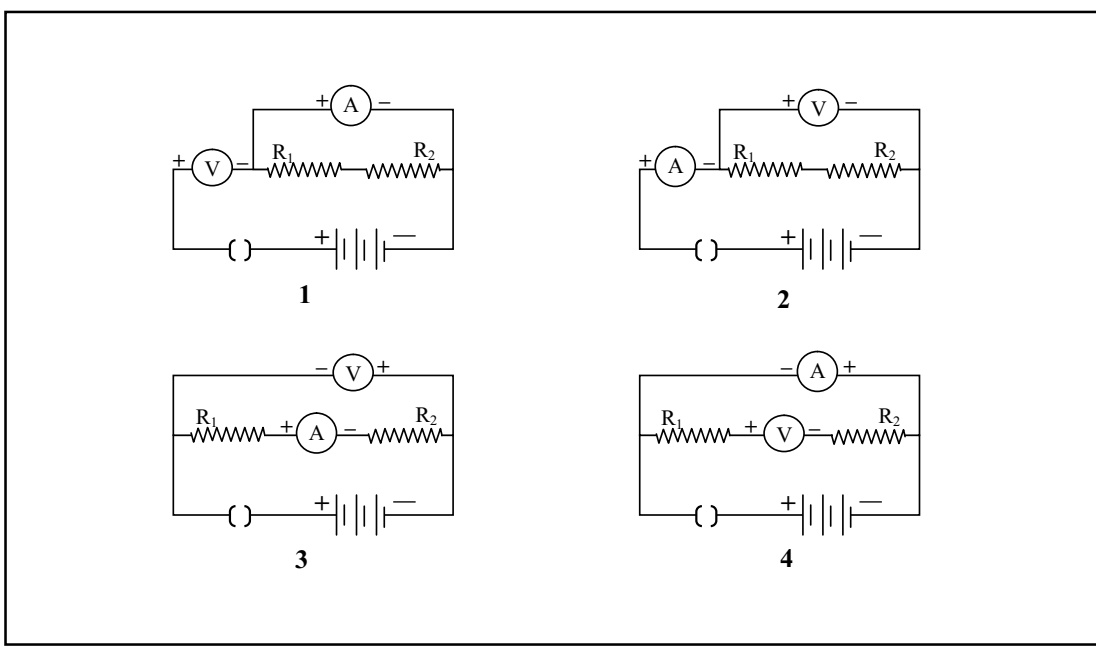 + A −
+ V − R₁ R₂
+ —
1
+ V −
+ A − R₁ R₂
+ —
2
− V +
R₁ + A − R₂
+ —
3
− A +
R₁ + V − R₂
+ —
4